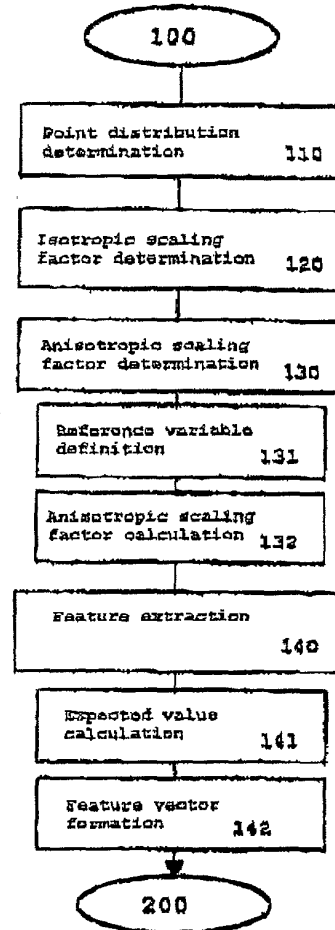 100
Point distribution
determination 110
Isotropic scaling
factor determination 120
Anisotropic scaling
factor determination 130
Reference variable
definition 131
Anisotropic scaling
factor calculation 132
Feature extraction
140
Expected value
calculation 141
Feature vector
formation 142
200